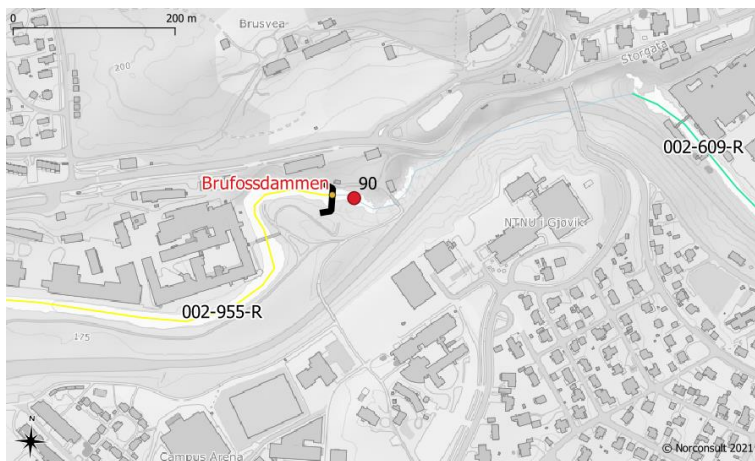 0
200 m
Brusvea
200
Storgata
002-609-R
Brufossdammen
90
NTNU i Gjøvik
002-955-R
175
N
Campus Arena
© Norconsult 2021